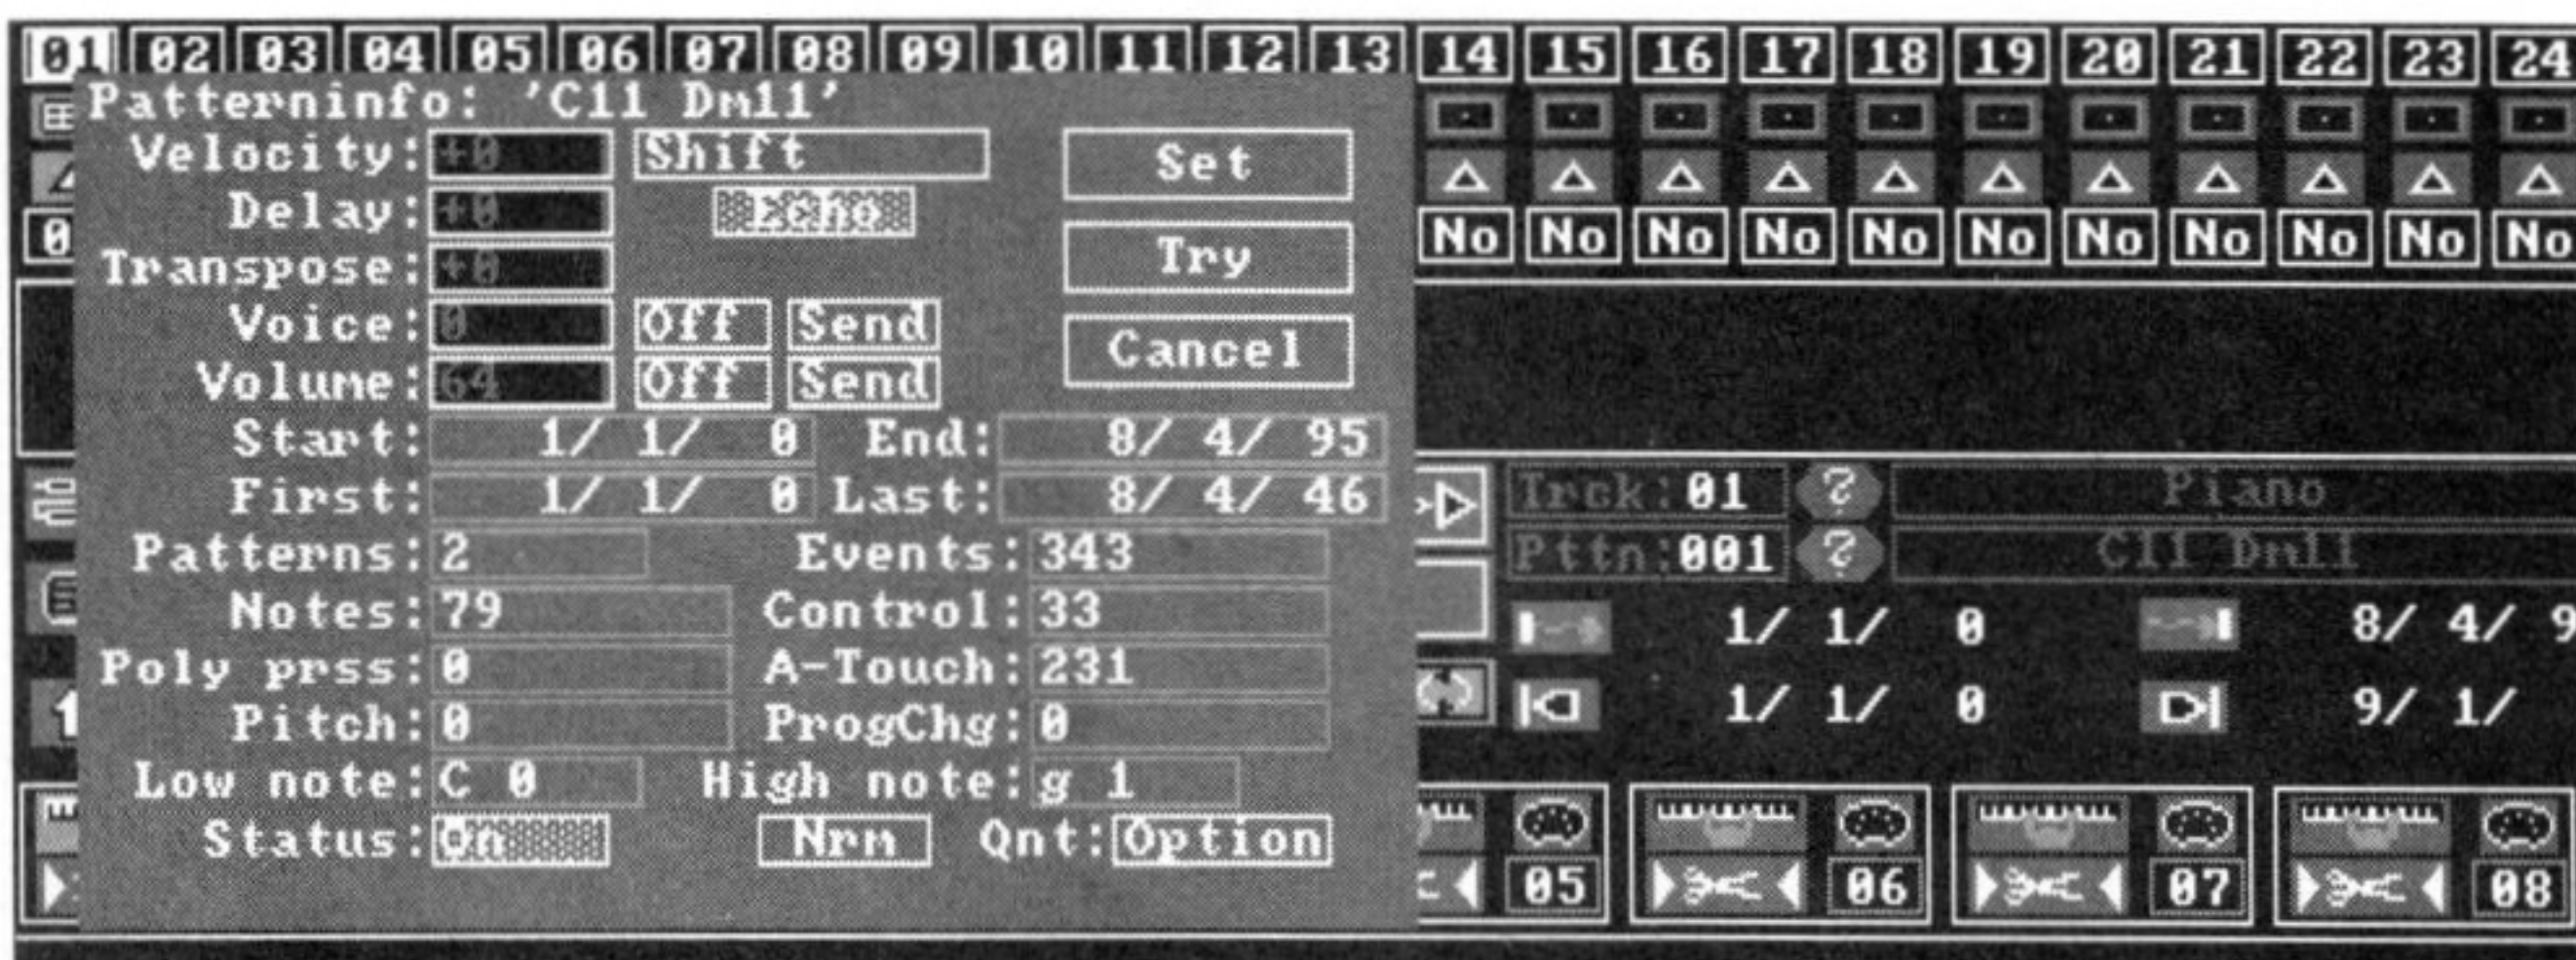 01 02 03 04 05 06 07 08 09 10 11 12 13 14 15 16 17 18 19 20 21 22 23 24
Patterninfo: 'C11 Dm11'
Velocity: +0 Shift Set
Delay: +0 Echo
Transpose: +0 Try
Voice: 0 Off Send
Volume: 64 Off Send Cancel
No No No No No No No No No No No
Start: 1/ 1/ 0 End: 8/ 4/ 95
First: 1/ 1/ 0 Last: 8/ 4/ 46
Patterns: 2 Events: 343
Notes: 79 Control: 33
Poly prss: 0 A-Touch: 231
Pitch: 0 ProgChg: 0
Low note: C 0 High note: g 1
Status: On Nrm Qnt: Option
Trck: 01 ? Piano
Pttn: 001 ? C11 Dm11
1/ 1/ 0 8/ 4/ 9
1/ 1/ 0 9/ 1/
05 06 07 08